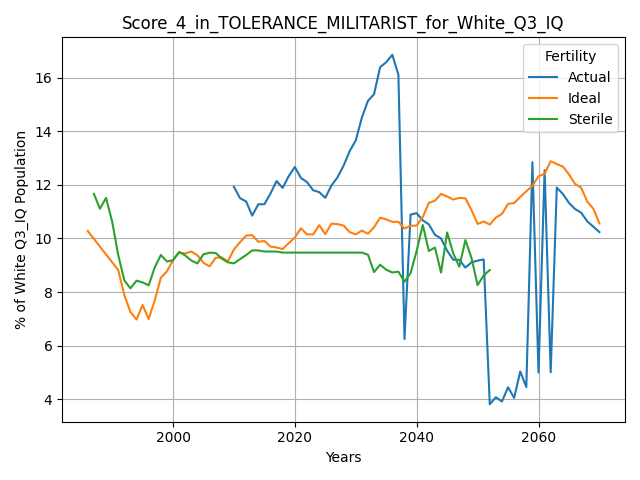 Score_4_in_TOLERANCE_MILITARIST_for_White_Q3_IQ
Fertility
Actual
Ideal
Sterile
% of White Q3_IQ Population
16
14
12
10
8
6
4
2000
2020
2040
2060
Years